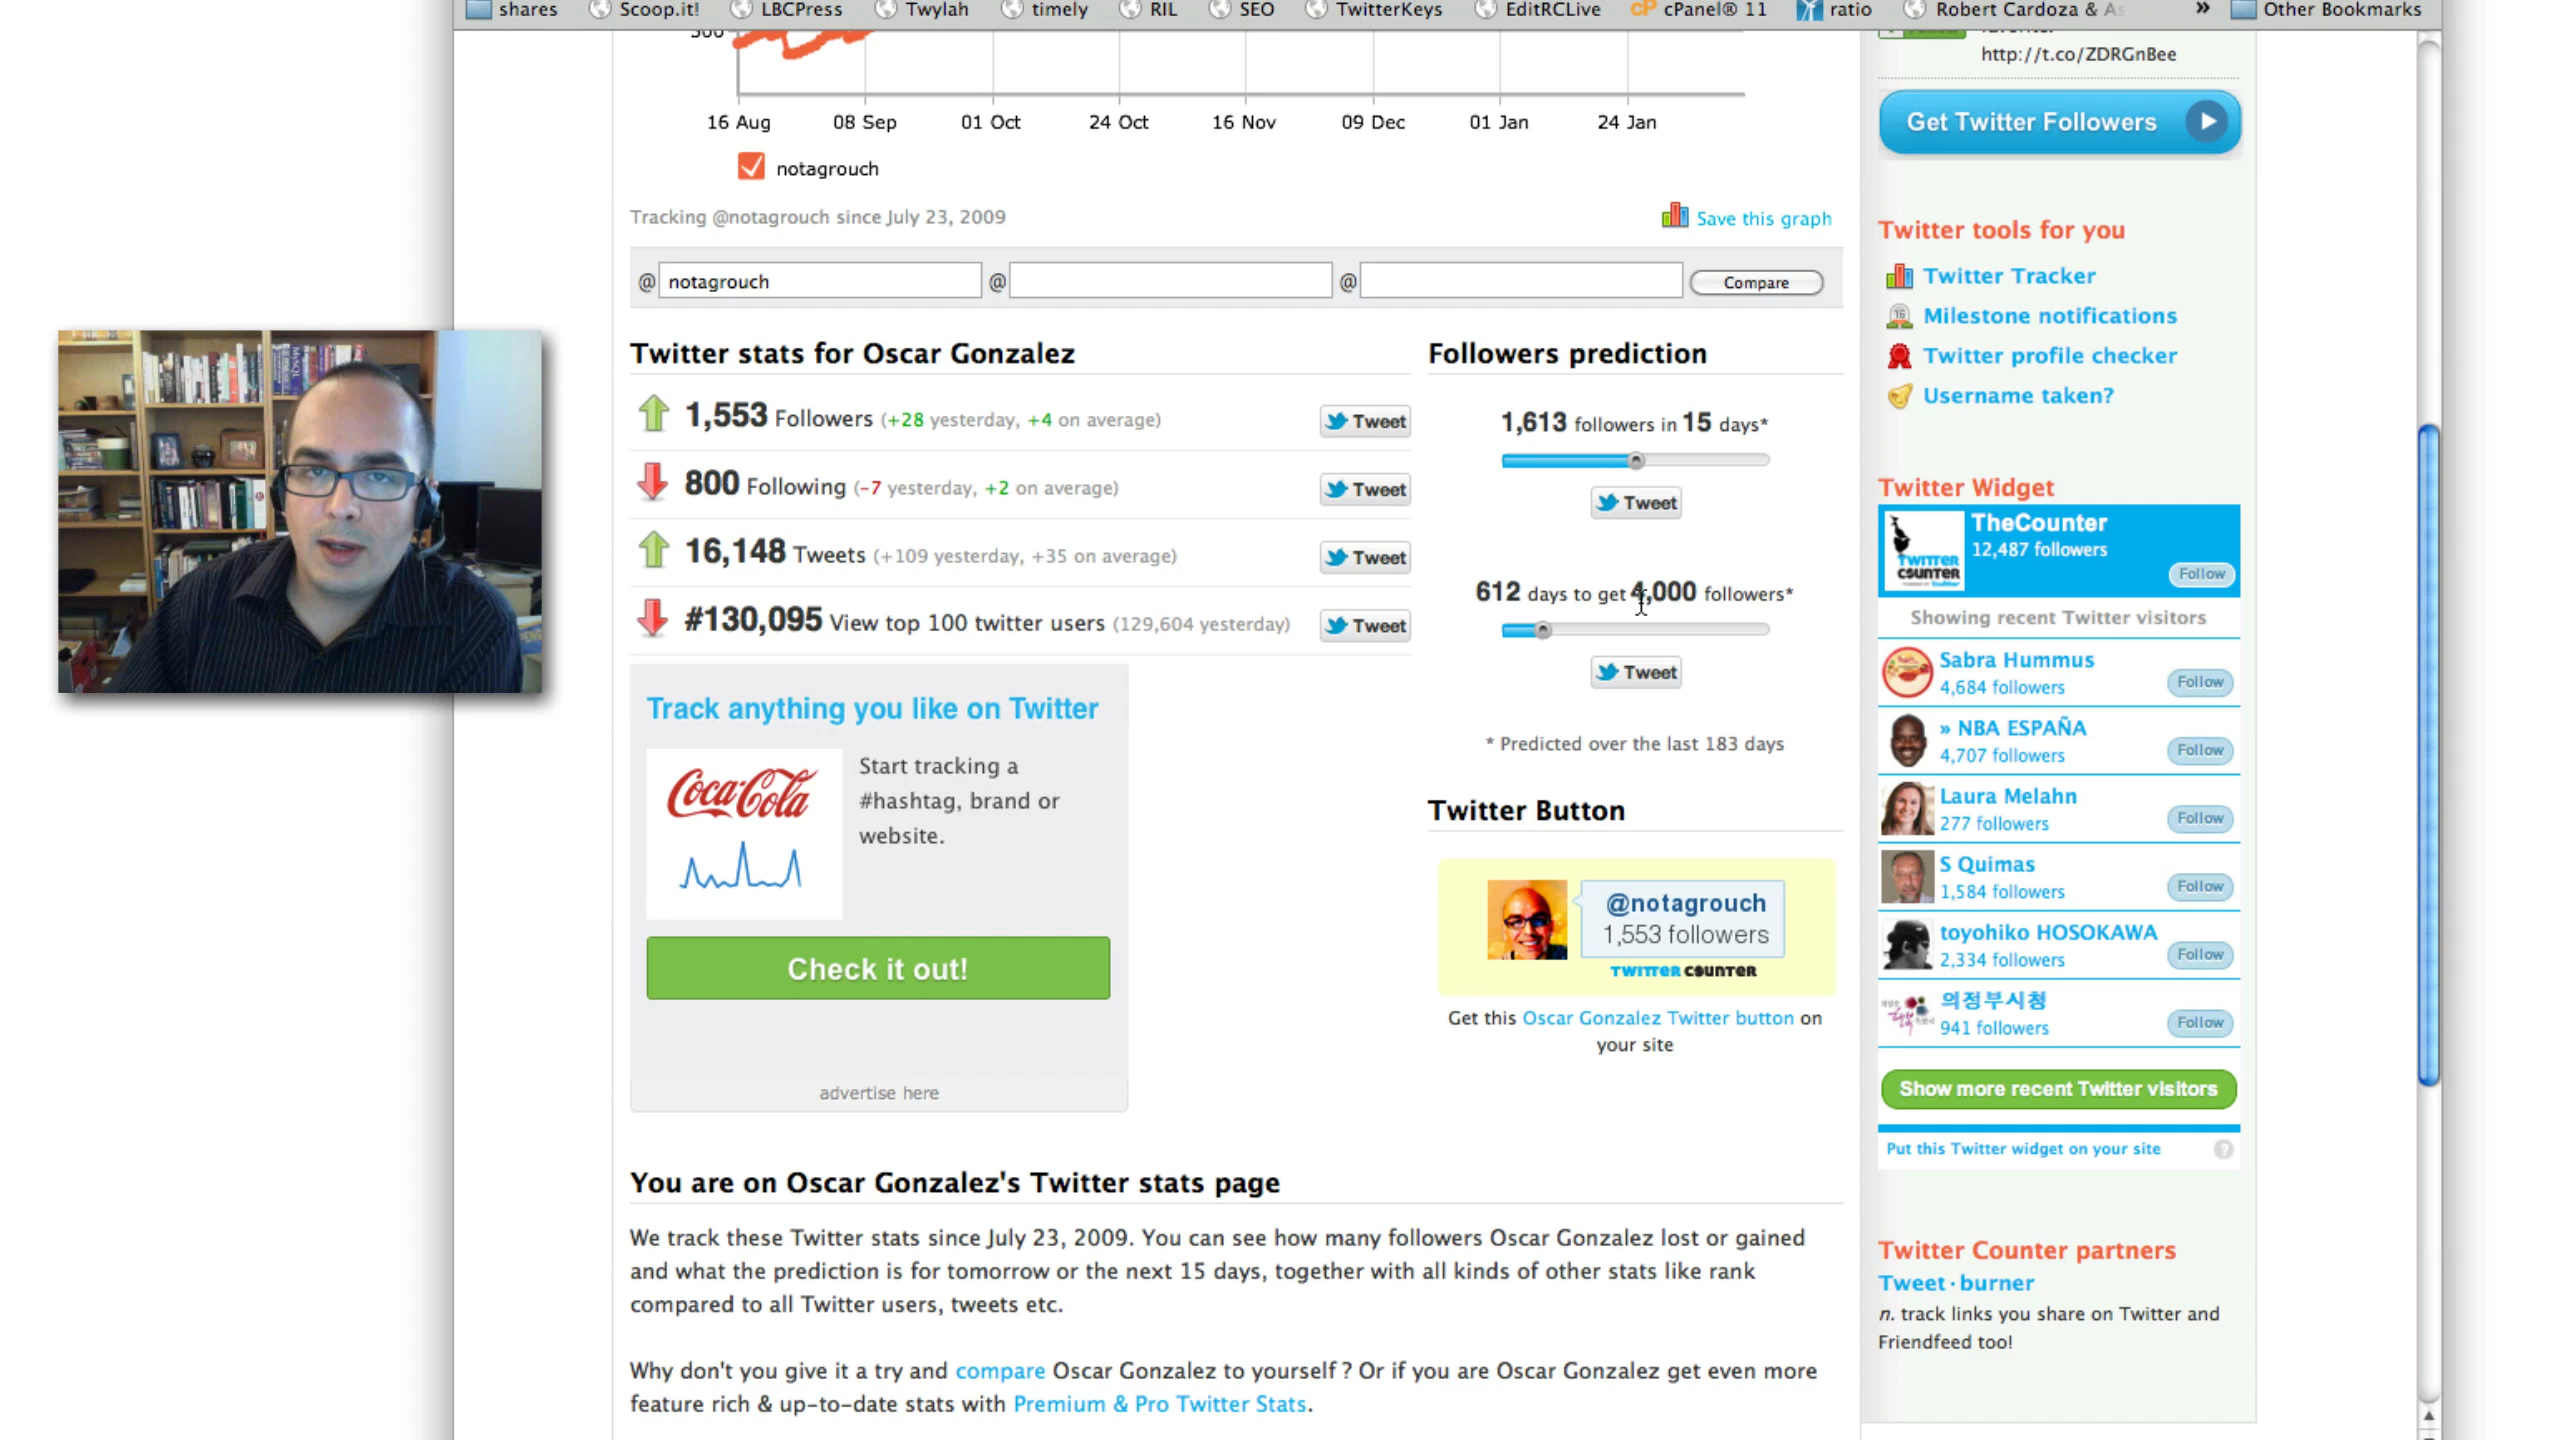 shares Scoop.it! LBCPress Twylah timely RIL SEO TwitterKeys EditRCLive cPanel® 11 ratio Robert Cardoza & As » Other Bookmarks
500
16 Aug 08 Sep 01 Oct 24 Oct 16 Nov 09 Dec 01 Jan 24 Jan
notagrouch
Tracking @notagrouch since July 23, 2009
Save this graph
@ notagrouch @ @ Compare
Twitter stats for Oscar Gonzalez
1,553 Followers (+28 yesterday, +4 on average) Tweet
800 Following (-7 yesterday, +2 on average) Tweet
16,148 Tweets (+109 yesterday, +35 on average) Tweet
#130,095 View top 100 twitter users (129,604 yesterday) Tweet
Followers prediction
1,613 followers in 15 days*
Tweet
612 days to get 4,000 followers*
Tweet
* Predicted over the last 183 days
Track anything you like on Twitter
Coca-Cola
Start tracking a
#hashtag, brand or
website.
Check it out!
advertise here
Twitter Button
@notagrouch
1,553 followers
TWITTER COUNTER
Get this Oscar Gonzalez Twitter button on
your site
You are on Oscar Gonzalez's Twitter stats page
We track these Twitter stats since July 23, 2009. You can see how many followers Oscar Gonzalez lost or gained
and what the prediction is for tomorrow or the next 15 days, together with all kinds of other stats like rank
compared to all Twitter users, tweets etc.
Why don't you give it a try and compare Oscar Gonzalez to yourself ? Or if you are Oscar Gonzalez get even more
feature rich & up-to-date stats with Premium & Pro Twitter Stats.
http://t.co/ZDRGnBee
Get Twitter Followers
Twitter tools for you
Twitter Tracker
16
Milestone notifications
Twitter profile checker
Username taken?
Twitter Widget
TWITTER
COUNTER
TheCounter
12,487 followers
Follow
Showing recent Twitter visitors
Sabra Hummus
4,684 followers
Follow
» NBA ESPAÑA
4,707 followers
Follow
Laura Melahn
277 followers
Follow
S Quimas
1,584 followers
Follow
toyohiko HOSOKAWA
2,334 followers
Follow
의정부시청
941 followers
Follow
Show more recent Twitter visitors
Put this Twitter widget on your site ?
Twitter Counter partners
Tweet·burner
n. track links you share on Twitter and
Friendfeed too!